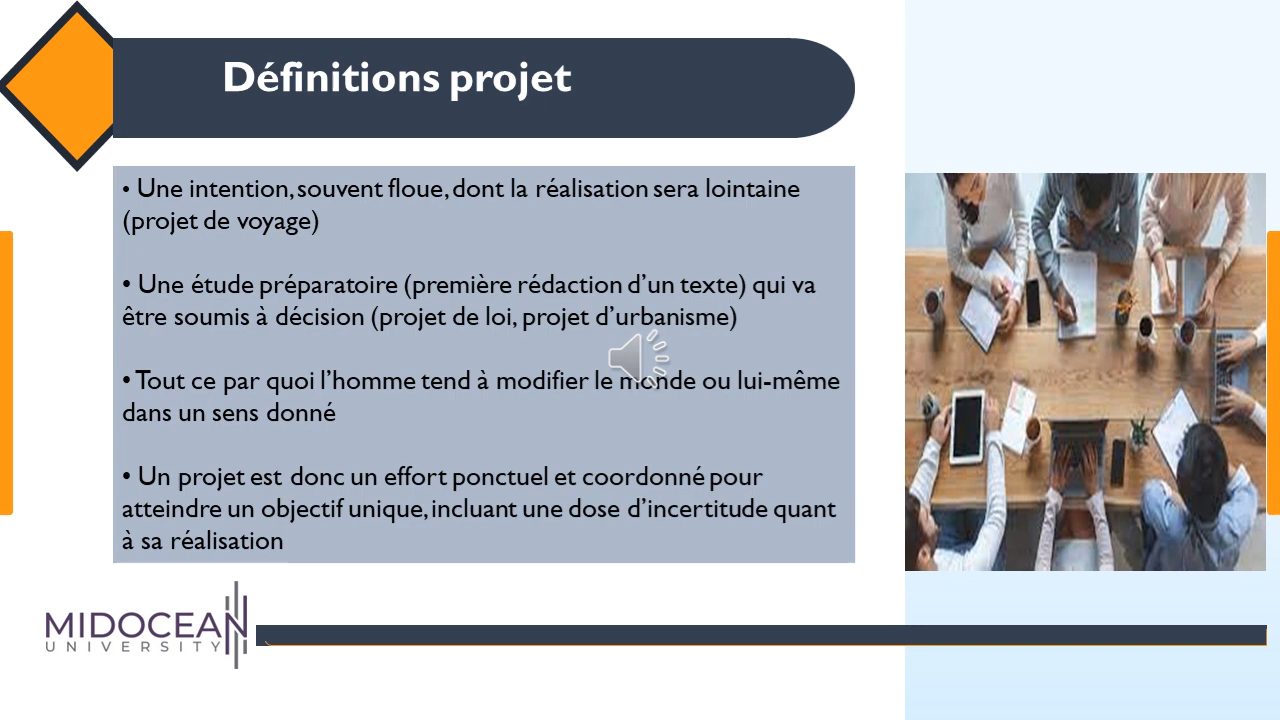 Définitions projet
• Une intention, souvent floue, dont la réalisation sera lointaine
(projet de voyage)
• Une étude préparatoire (première rédaction d’un texte) qui va
être soumis à décision (projet de loi, projet d’urbanisme)
• Tout ce par quoi l’homme tend à modifier le monde ou lui-même
dans un sens donné
• Un projet est donc un effort ponctuel et coordonné pour
atteindre un objectif unique, incluant une dose d’incertitude quant
à sa réalisation
MIDOCEAN
UNIVERSITY